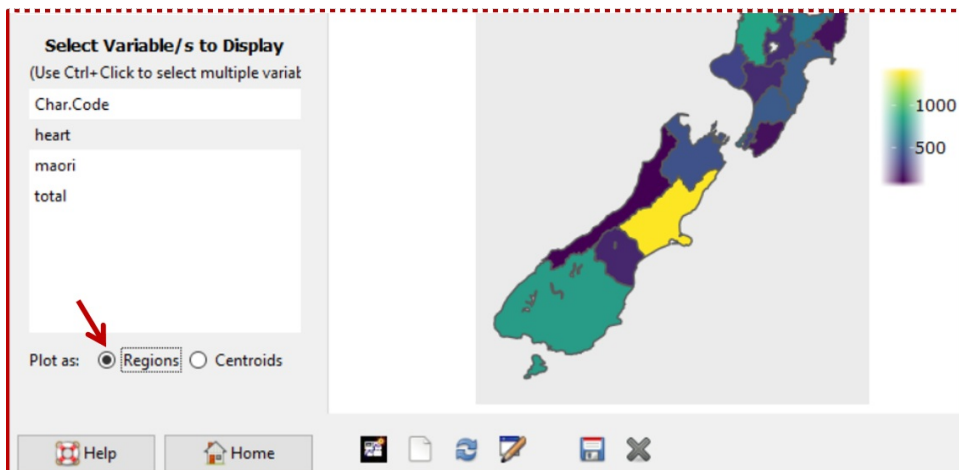 Select Variable/s to Display
(Use Ctrl+Click to select multiple variab
Char.Code
heart
maori
total
Plot as: Regions Centroids
Help Home
1000
500